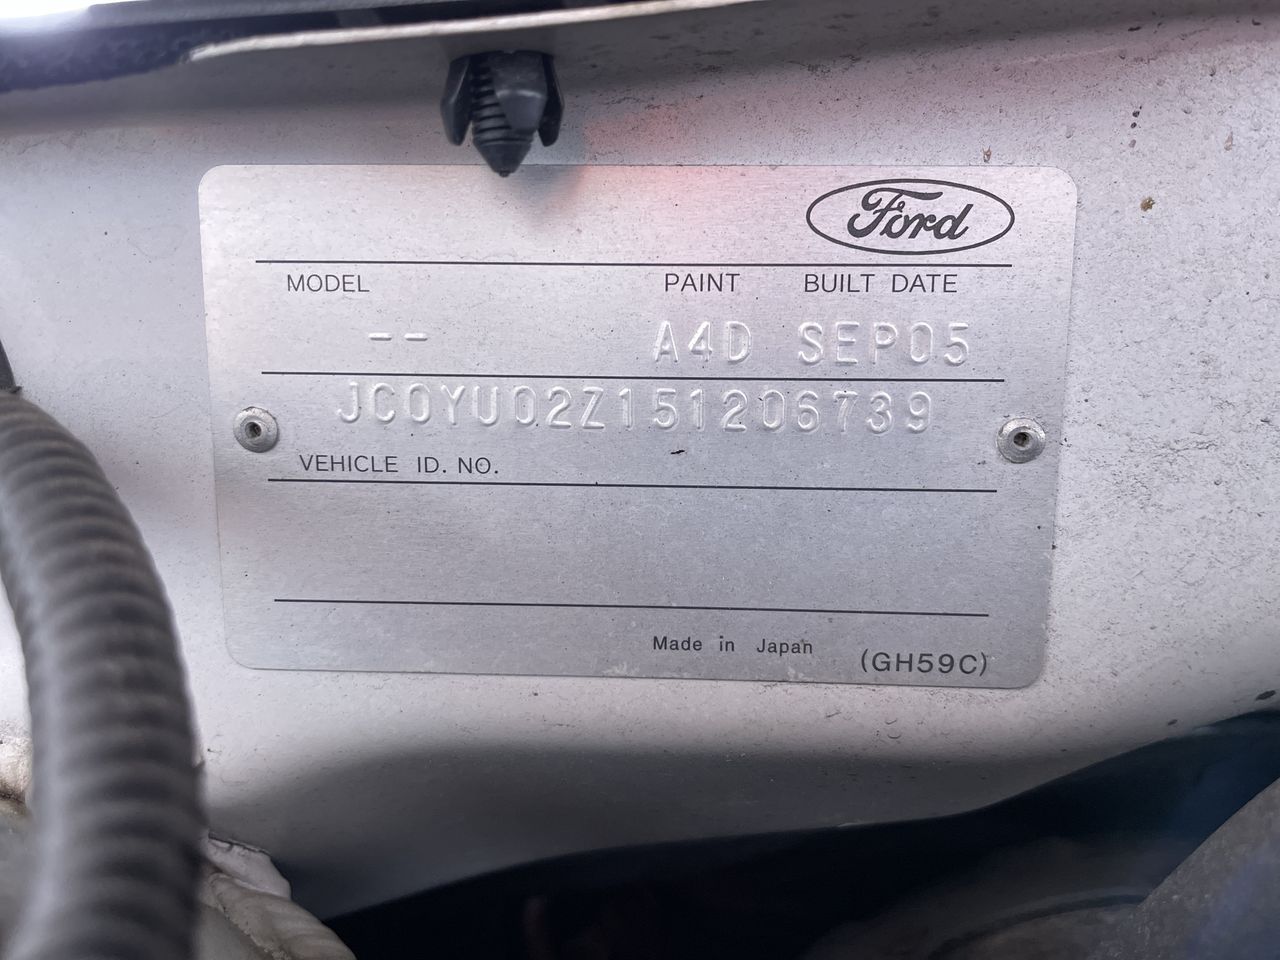 Ford
MODEL PAINT BUILT DATE
-- A4D SEP05
JC0YU02Z151206739
VEHICLE ID. NO.
Made in Japan (GH59C)